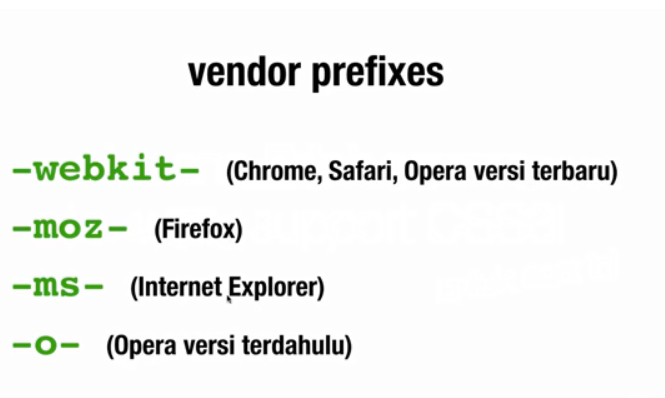 vendor prefixes
-webkit- (Chrome, Safari, Opera versi terbaru)
-moz- (Firefox)
-ms- (Internet Explorer)
-o- (Opera versi terdahulu)